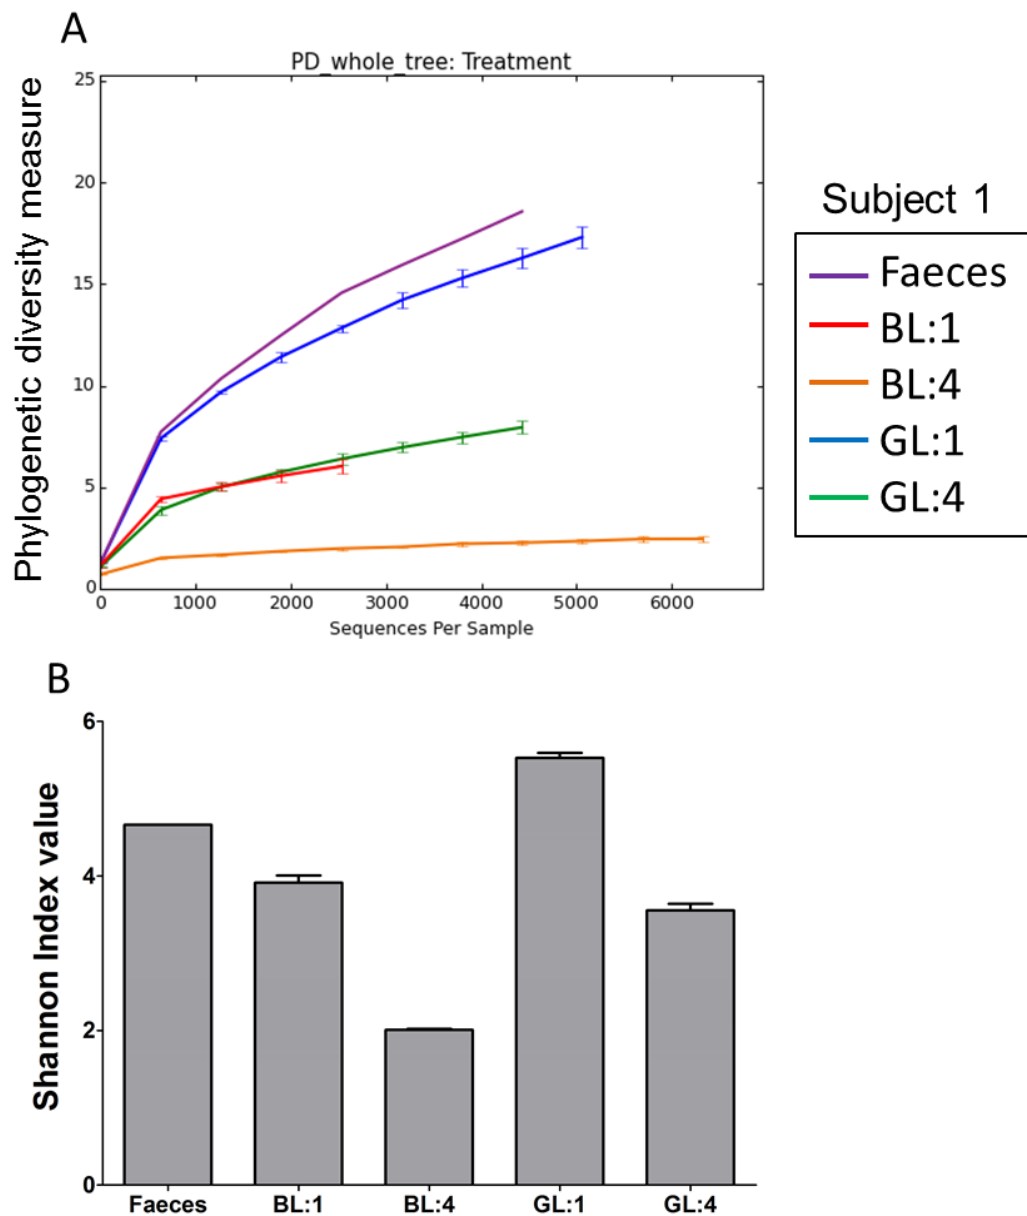 A
PD_whole_tree: Treatment
Phylogenetic diversity measure
25
20
15
10
5
0
0 1000 2000 3000 4000 5000 6000
Sequences Per Sample
Subject 1
Faeces
BL:1
BL:4
GL:1
GL:4
B
Shannon Index value
6
4
2
0
Faeces BL:1 BL:4 GL:1 GL:4